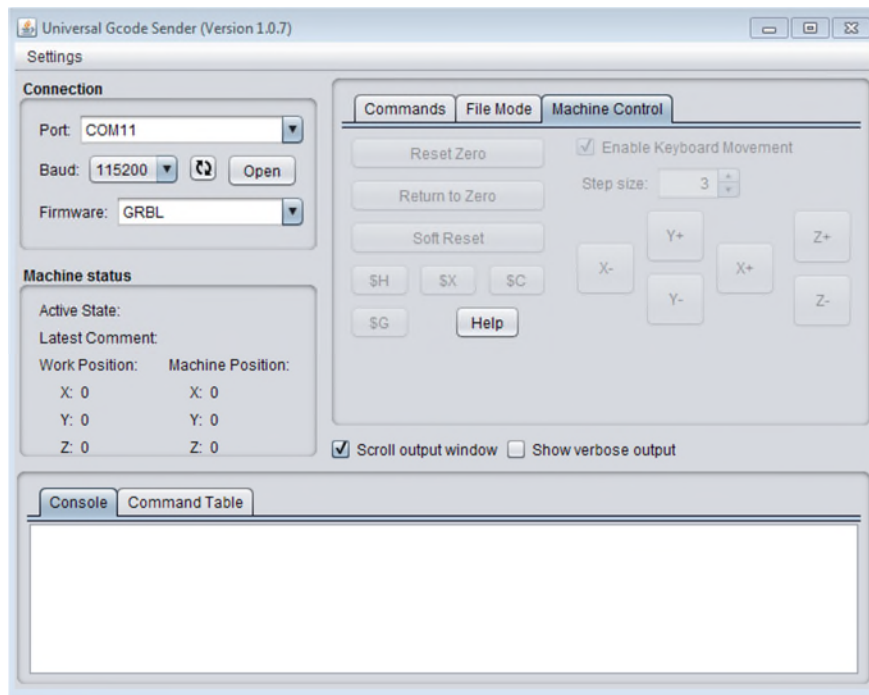 Universal Gcode Sender (Version 1.0.7)
Settings
Connection
Port: COM11
Baud: 115200 Open
Firmware: GRBL
Machine status
Active State:
Latest Comment:
Work Position: Machine Position:
X: 0 X: 0
Y: 0 Y: 0
Z: 0 Z: 0
Commands File Mode Machine Control
Reset Zero
Return to Zero
Soft Reset
$H $X $C
$G Help
Enable Keyboard Movement
Step size: 3
Y+ Z+
X- X+
Y- Z-
Scroll output window Show verbose output
Console Command Table